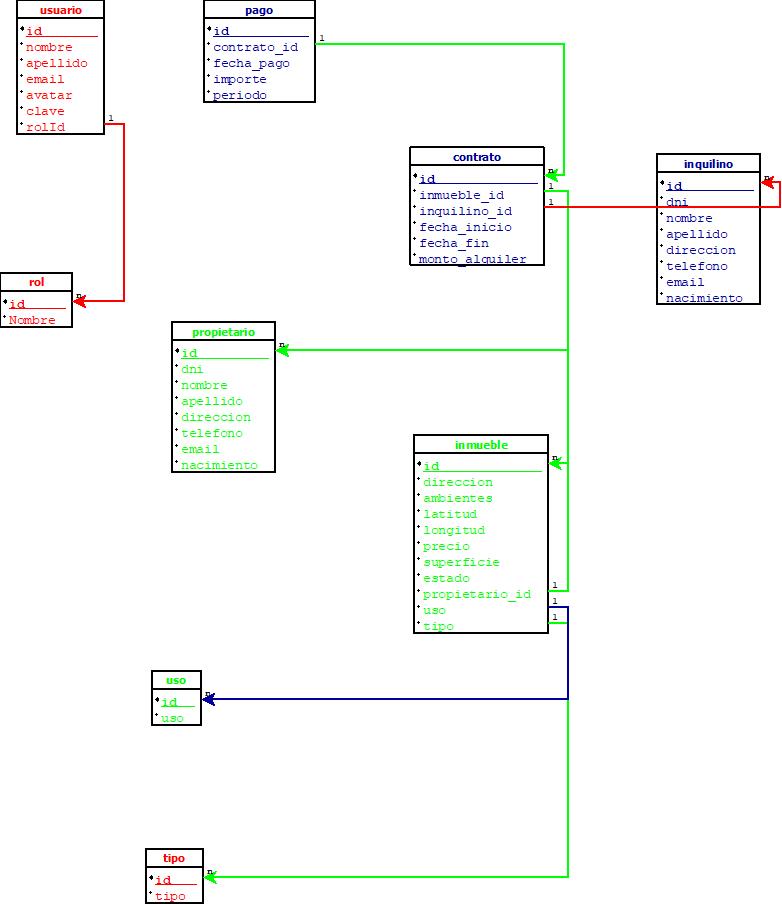 usuario
id
nombre
apellido
email
avatar
clave
rolId
1
pago
id
contrato_id
fecha_pago
importe
periodo
1
contrato
id
inmueble_id
inquilino_id
fecha_inicio
fecha_fin
monto_alquiler
n
1
1
inquilino
id
dni
nombre
apellido
direccion
telefono
email
nacimiento
n
rol
id
Nombre
n
propietario
id
dni
nombre
apellido
direccion
telefono
email
nacimiento
n
inmueble
id
direccion
ambientes
latitud
longitud
precio
superficie
estado
propietario_id
uso
tipo
n
1
1
1
uso
id
uso
n
tipo
id
tipo
n